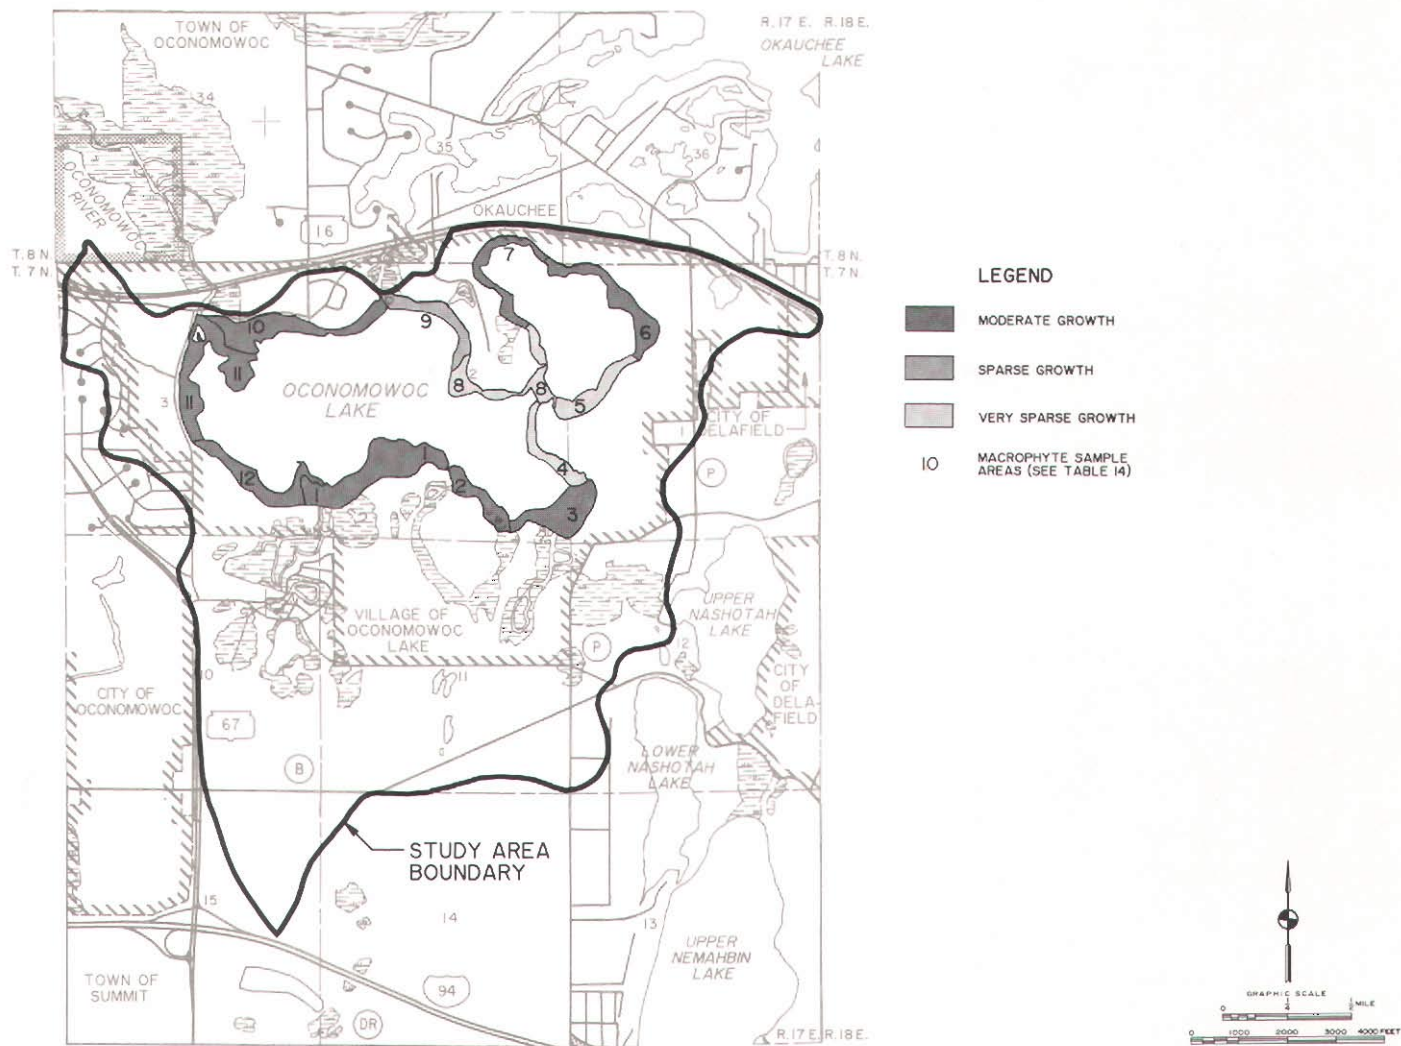 TOWN OF
OCONOMOWOC
R. 17 E. R. 18 E.
OKAUCHEE
LAKE
34
35
36
OCONOMOWOC
RIVER
OKAUCHEE
16
T. 8 N.
T. 7 N.
T. 8 N.
T. 7 N.
7
10
9
6
11
8
2
8
5
OCONOMOWOC
LAKE
3
11
1
CITY OF
DELAFIELD
1
4
P
12
1
2
3
UPPER
NASHOTAH
LAKE
VILLAGE OF
OCONOMOWOC
LAKE
P
12
10
11
CITY OF
OCONOMOWOC
CITY
OF
DELA-
FIELD
67
B
LOWER
NASHOTAH
LAKE
STUDY AREA
BOUNDARY
15
14
13
UPPER
NEMAHBIN
LAKE
TOWN OF
SUMMIT
94
DR
R. 17 E. R. 18 E.
LEGEND
MODERATE GROWTH
SPARSE GROWTH
VERY SPARSE GROWTH
10 MACROPHYTE SAMPLE
AREAS (SEE TABLE 14)
GRAPHIC SCALE
0 MILE
0 1000 2000 3000 4000 FEET